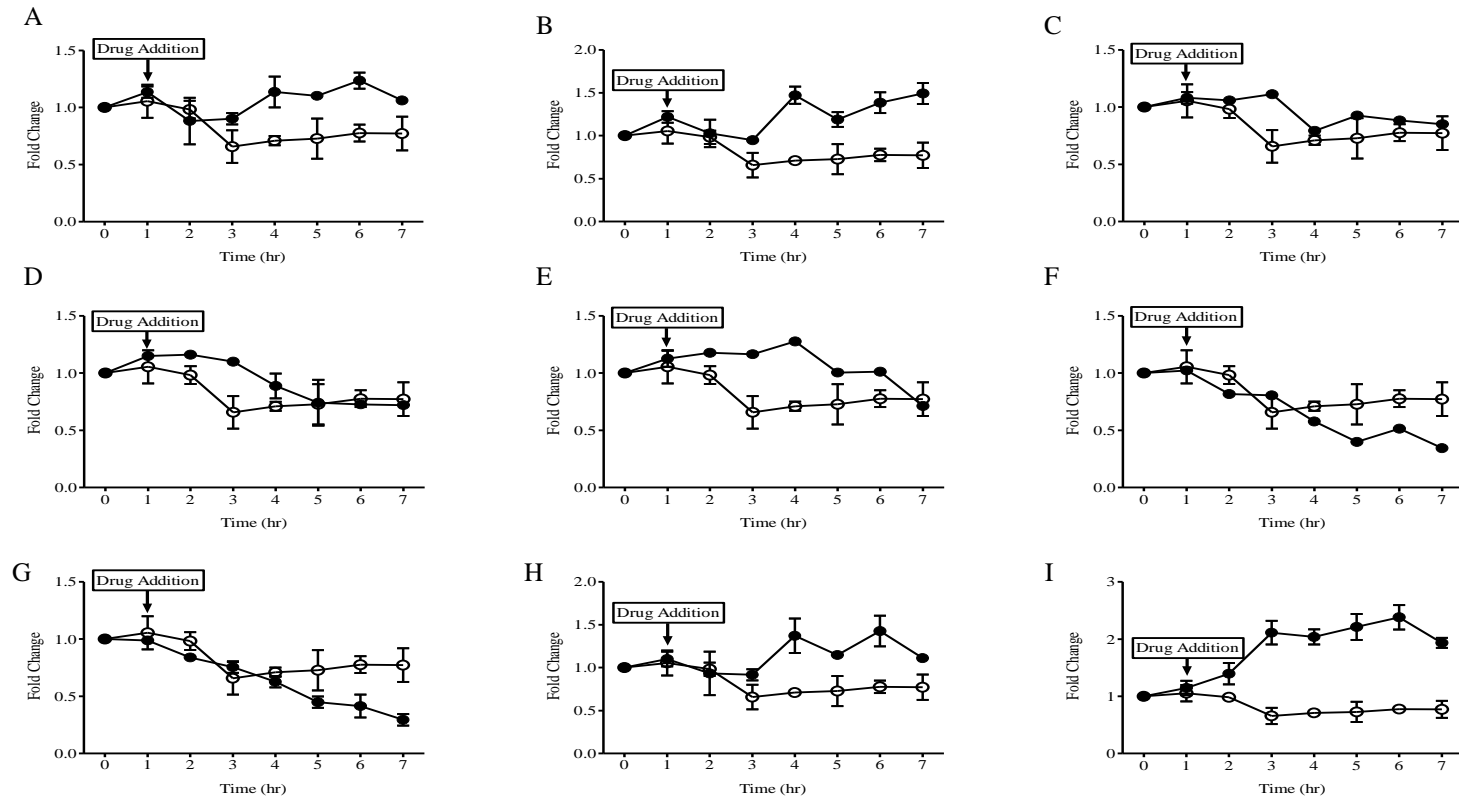 A
Drug Addition
Fold Change
1.5
1.0
0.5
0.0
0 1 2 3 4 5 6 7
Time (hr)
B
Drug Addition
Fold Change
2.0
1.5
1.0
0.5
0.0
0 1 2 3 4 5 6 7
Time (hr)
C
Drug Addition
Fold Change
1.5
1.0
0.5
0.0
0 1 2 3 4 5 6 7
Time (hr)
D
Drug Addition
Fold Change
1.5
1.0
0.5
0.0
0 1 2 3 4 5 6 7
Time (hr)
E
Drug Addition
Fold Change
1.5
1.0
0.5
0.0
0 1 2 3 4 5 6 7
Time (hr)
F
Drug Addition
Fold Change
1.5
1.0
0.5
0.0
0 1 2 3 4 5 6 7
Time (hr)
G
Drug Addition
Fold Change
1.5
1.0
0.5
0.0
0 1 2 3 4 5 6 7
Time (hr)
H
Drug Addition
Fold Change
2.0
1.5
1.0
0.5
0.0
0 1 2 3 4 5 6 7
Time (hr)
I
Drug Addition
Fold Change
3
2
1
0
0 1 2 3 4 5 6 7
Time (hr)